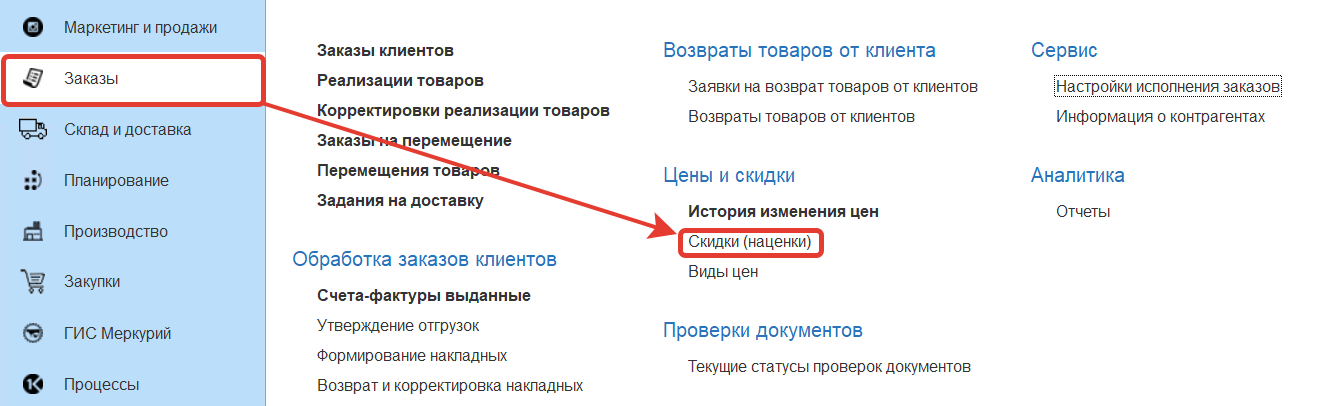 Маркетинг и продажи
Заказы
Склад и доставка
Планирование
Производство
Закупки
ГИС Меркурий
Процессы
Заказы клиентов
Реализации товаров
Корректировки реализации товаров
Заказы на перемещение
Перемещения товаров
Задания на доставку
Обработка заказов клиентов
Счета-фактуры выданные
Утверждение отгрузок
Формирование накладных
Возврат и корректировка накладных
Возвраты товаров от клиента
Заявки на возврат товаров от клиентов
Возвраты товаров от клиентов
Цены и скидки
История изменения цен
Скидки (наценки)
Виды цен
Проверки документов
Текущие статусы проверок документов
Сервис
Настройки исполнения заказов
Информация о контрагентах
Аналитика
Отчеты